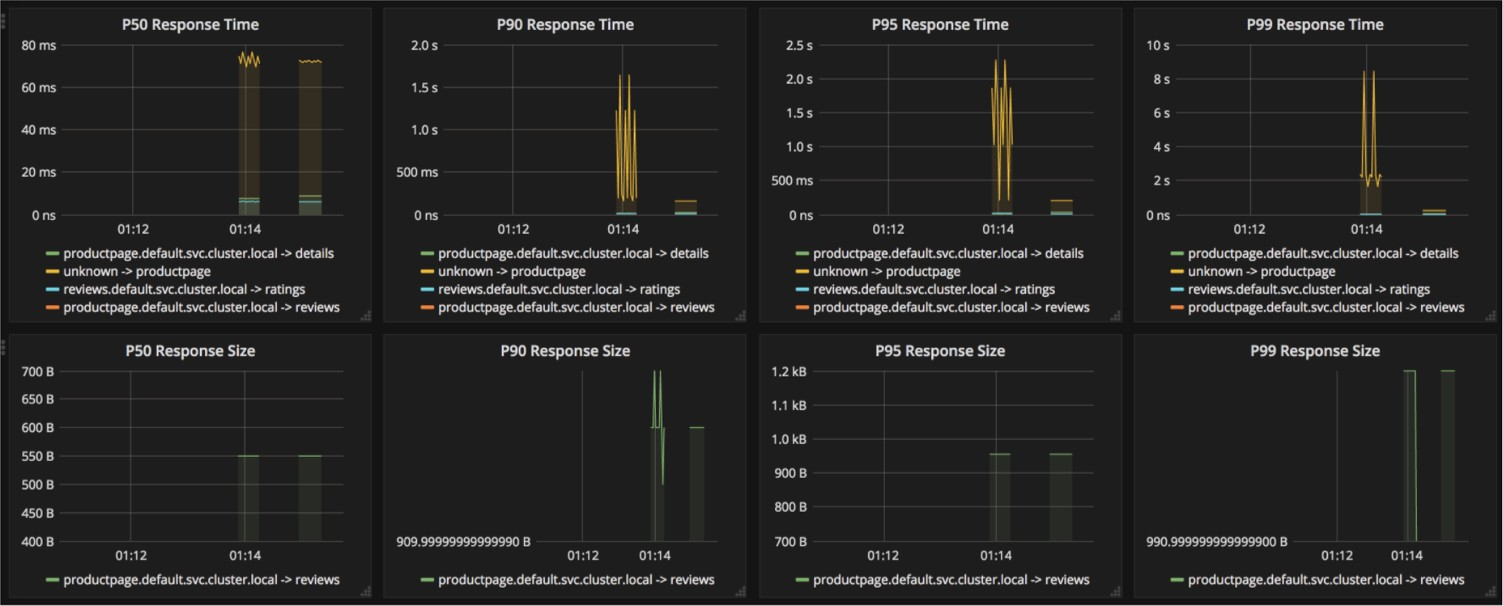 P50 Response Time
80 ms
60 ms
40 ms
20 ms
0 ns
01:12
01:14
productpage.default.svc.cluster.local -> details
unknown -> productpage
reviews.default.svc.cluster.local -> ratings
productpage.default.svc.cluster.local -> reviews
P90 Response Time
2.0 s
1.5 s
1.0 s
500 ms
0 ns
01:12
01:14
productpage.default.svc.cluster.local -> details
unknown -> productpage
reviews.default.svc.cluster.local -> ratings
productpage.default.svc.cluster.local -> reviews
P95 Response Time
2.5 s
2.0 s
1.5 s
1.0 s
500 ms
0 ns
01:12
01:14
productpage.default.svc.cluster.local -> details
unknown -> productpage
reviews.default.svc.cluster.local -> ratings
productpage.default.svc.cluster.local -> reviews
P99 Response Time
10 s
8 s
6 s
4 s
2 s
0 ns
01:12
01:14
productpage.default.svc.cluster.local -> details
unknown -> productpage
reviews.default.svc.cluster.local -> ratings
productpage.default.svc.cluster.local -> reviews
P50 Response Size
700 B
650 B
600 B
550 B
500 B
450 B
400 B
01:12
01:14
productpage.default.svc.cluster.local -> reviews
P90 Response Size
909.99999999999990 B
01:12
01:14
productpage.default.svc.cluster.local -> reviews
P95 Response Size
1.2 kB
1.1 kB
1.0 kB
900 B
800 B
700 B
01:12
01:14
productpage.default.svc.cluster.local -> reviews
P99 Response Size
990.999999999999900 B
01:12
01:14
productpage.default.svc.cluster.local -> reviews